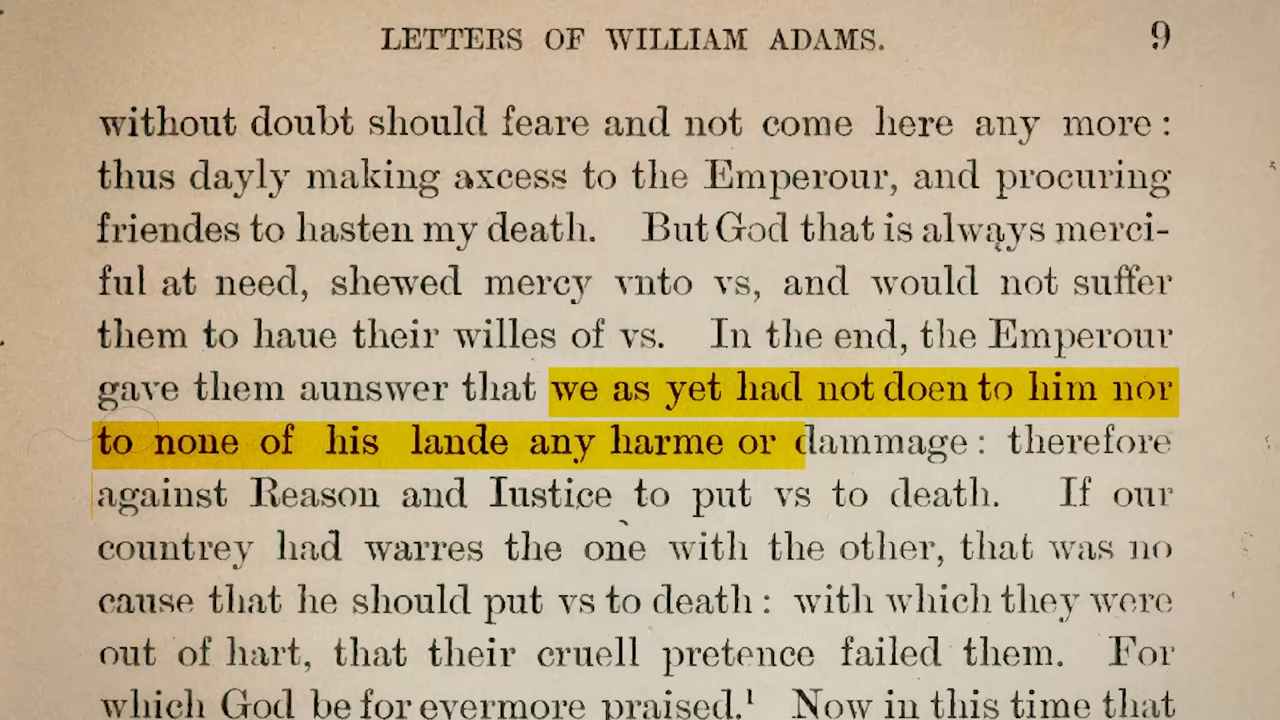 LETTERS OF WILLIAM ADAMS. 9
without doubt should feare and not come here any more :
thus dayly making axcess to the Emperour, and procuring
friendes to hasten my death. But God that is always merci-
ful at need, shewed mercy vnto vs, and would not suffer
them to haue their willes of vs. In the end, the Emperour
gave them aunswer that we as yet had not doen to him nor
to none of his lande any harme or dammage : therefore
against Reason and Iustice to put vs to death. If our
countrey had warres the one with the other, that was no
cause that he should put vs to death : with which they were
out of hart, that their cruell pretence failed them. For
which God be for evermore praised.¹ Now in this time that